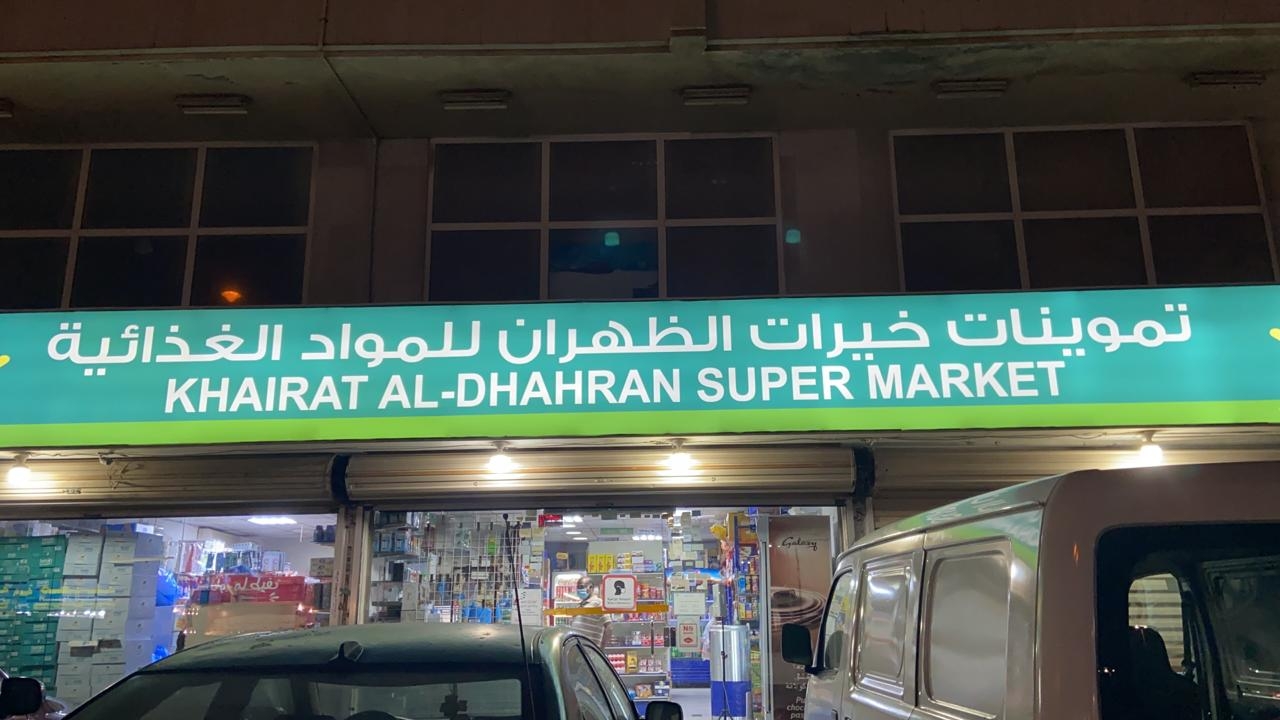 تموينات خيرات الظهران للمواد الغذائية
KHAIRAT AL-DHAHRAN SUPER MARKET
Galaxy